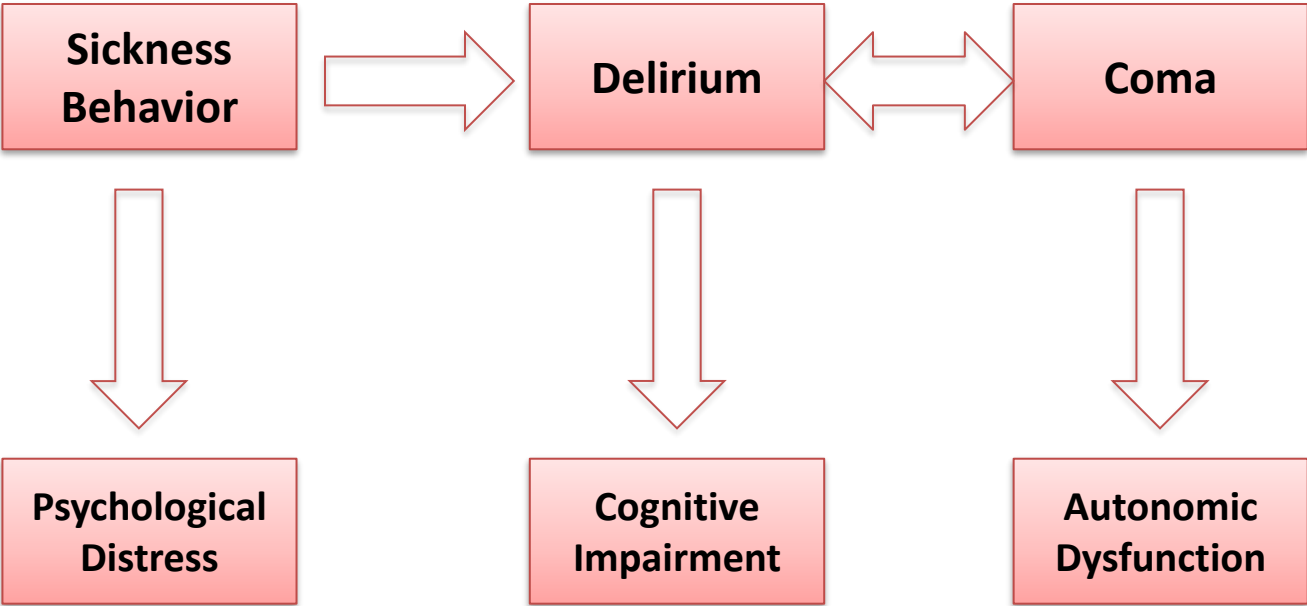 Sickness
Behavior
Delirium
Coma
Psychological
Distress
Cognitive
Impairment
Autonomic
Dysfunction